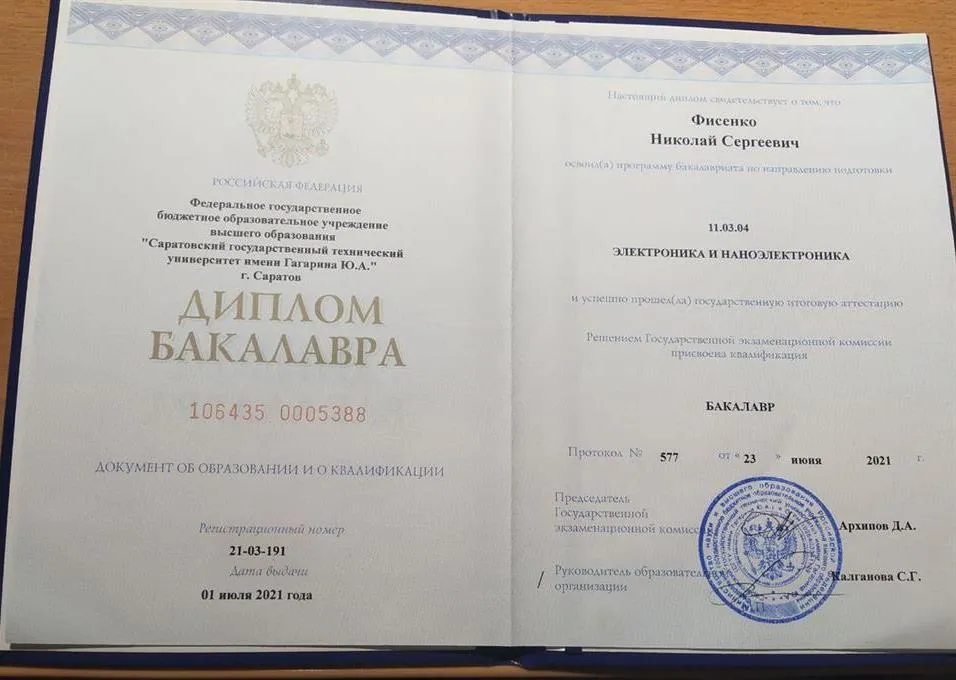 РОССИЙСКАЯ ФЕДЕРАЦИЯ
Федеральное государственное
бюджетное образовательное учреждение
высшего образования
"Саратовский государственный технический
университет имени Гагарина Ю.А."
г. Саратов
ДИПЛОМ
БАКАЛАВРА
106435 0005388
ДОКУМЕНТ ОБ ОБРАЗОВАНИИ И О КВАЛИФИКАЦИИ
Регистрационный номер
21-03-191
Дата выдачи
01 июля 2021 года
Настоящий диплом свидетельствует о том, что
Фисенко
Николай Сергеевич
освоил(а) программу бакалавриата по направлению подготовки
11.03.04
ЭЛЕКТРОНИКА И НАНОЭЛЕКТРОНИКА
и успешно прошел(ла) государственную итоговую аттестацию
Решением Государственной экзаменационной комиссии
присвоена квалификация
БАКАЛАВР
Протокол № 577 от « 23 » июня 2021 г.
Председатель
Государственной
экзаменационной комисс Архипов Д.А.
/ Руководитель образовател Калганова С.Г.
организации